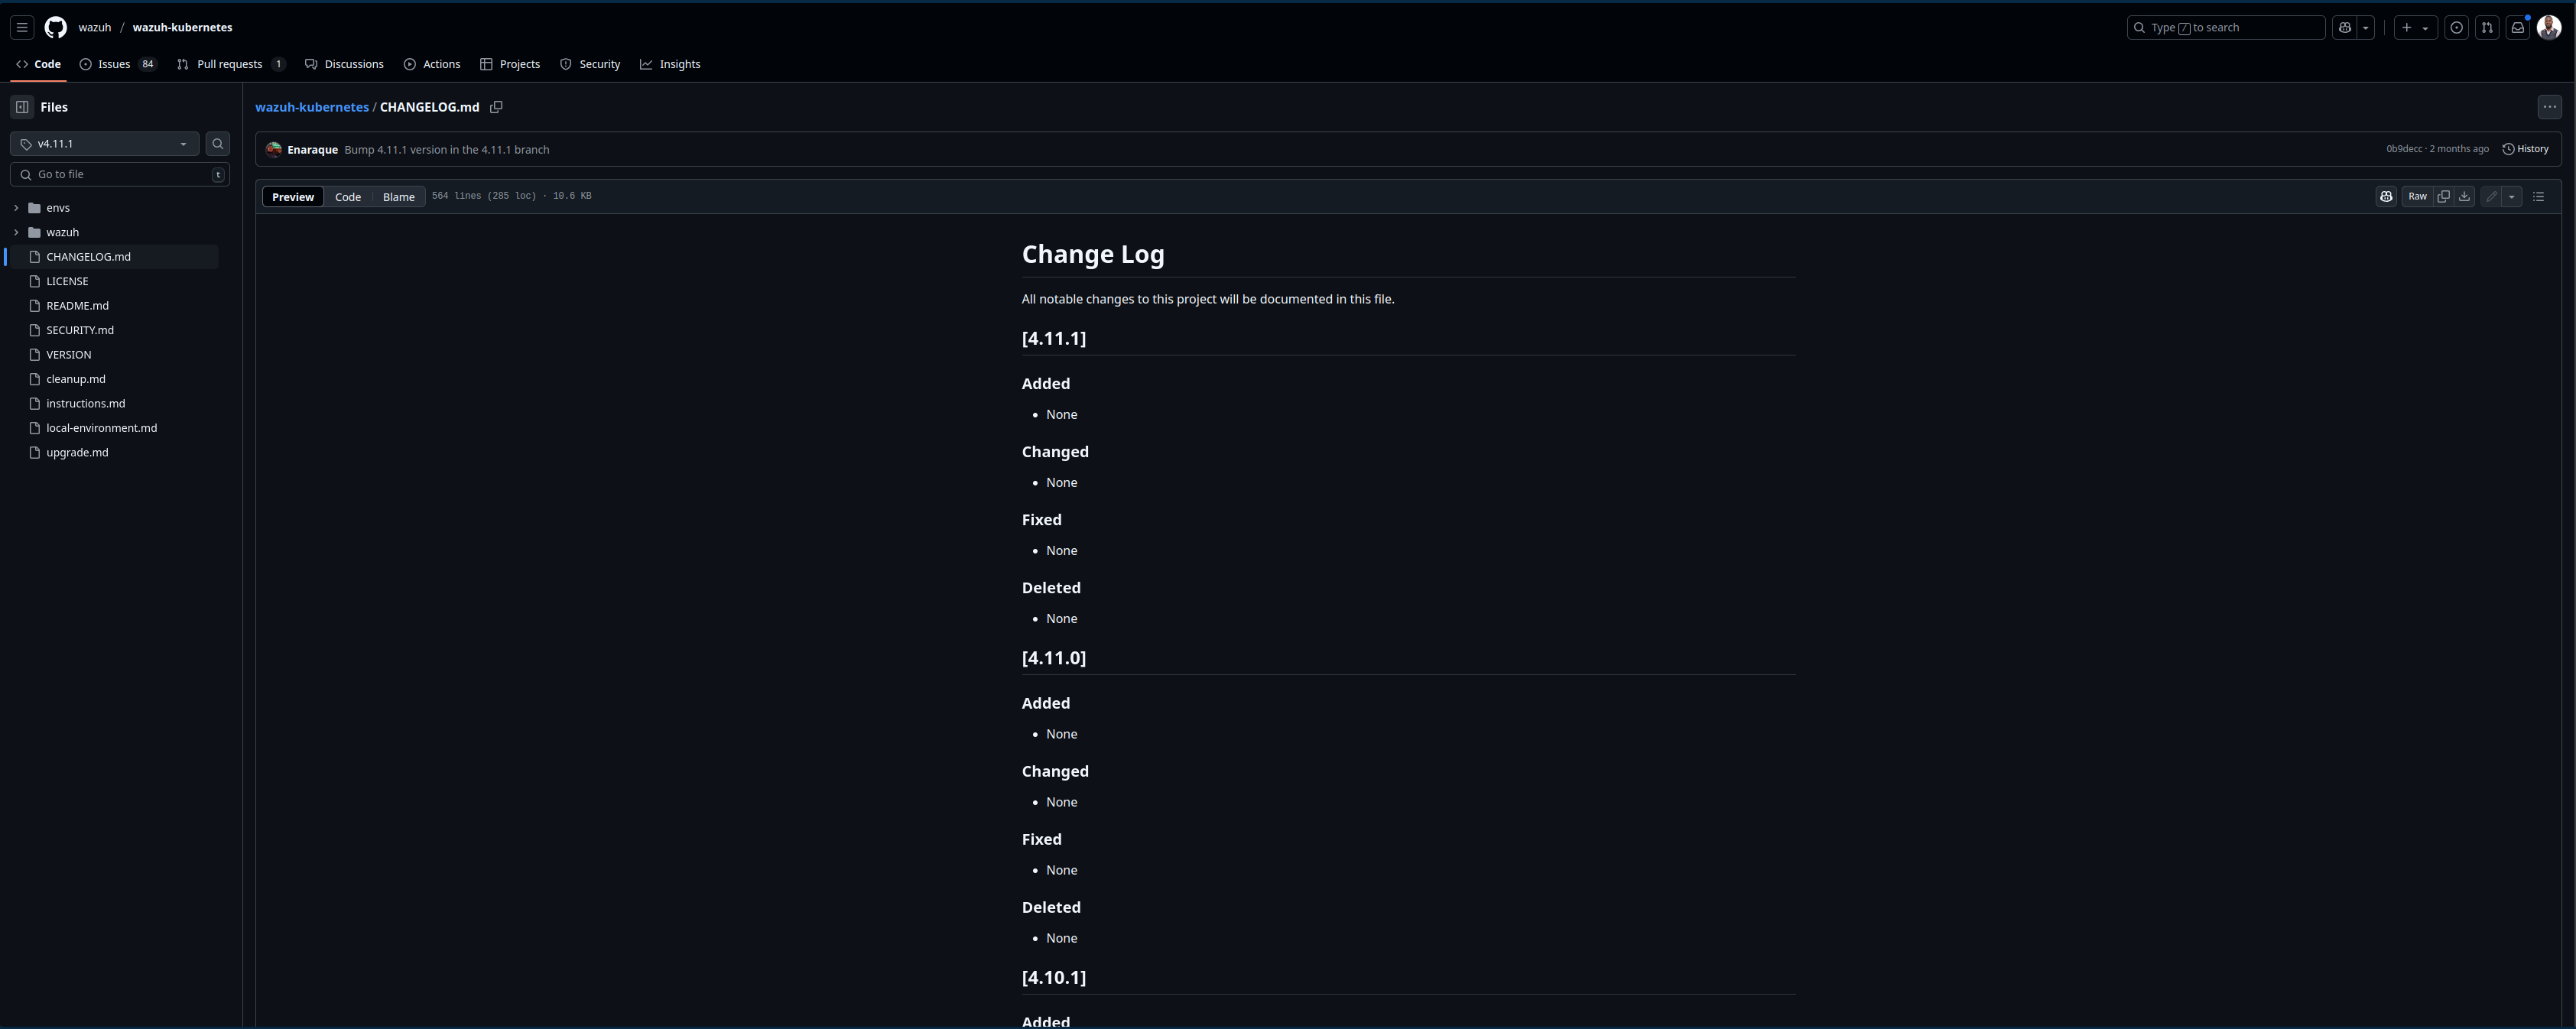 wazuh / wazuh-kubernetes
Type / to search
Code
Issues 84
Pull requests 1
Discussions
Actions
Projects
Security
Insights
Files
v4.11.1
Go to file t
envs
wazuh
CHANGELOG.md
LICENSE
README.md
SECURITY.md
VERSION
cleanup.md
instructions.md
local-environment.md
upgrade.md
wazuh-kubernetes / CHANGELOG.md
Enaraque Bump 4.11.1 version in the 4.11.1 branch
0b9decc · 2 months ago History
Preview Code Blame 564 lines (285 loc) · 10.6 KB
Raw
Change Log
All notable changes to this project will be documented in this file.
[4.11.1]
Added
• None
Changed
• None
Fixed
• None
Deleted
• None
[4.11.0]
Added
• None
Changed
• None
Fixed
• None
Deleted
• None
[4.10.1]
Added